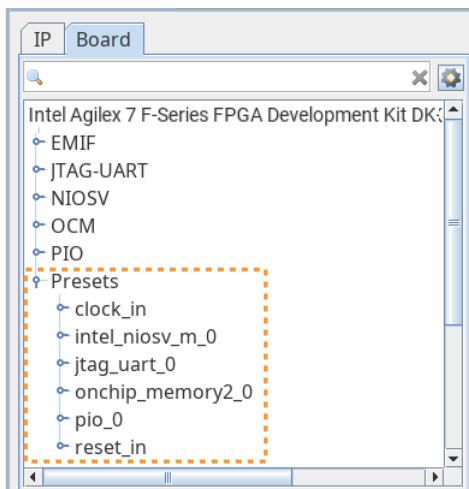 IP Board
Intel Agilex 7 F-Series FPGA Development Kit DK-
EMIF
JTAG-UART
NIOSV
OCM
PIO
Presets
clock_in
intel_niosv_m_0
jtag_uart_0
onchip_memory2_0
pio_0
reset_in